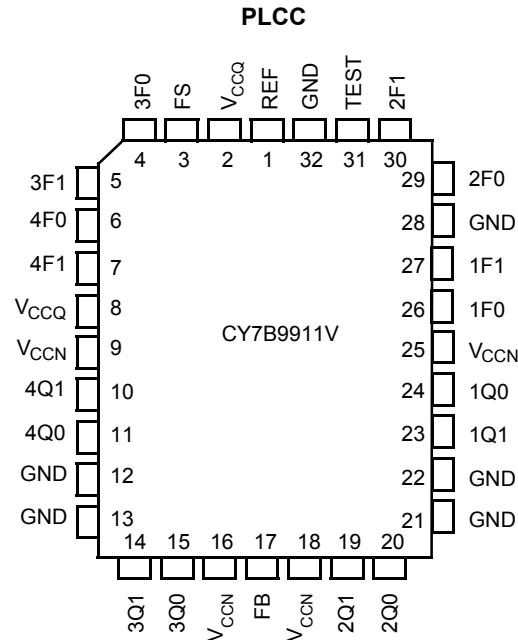 PLCC
3F0 FS VCCQ REF GND TEST 2F1
4 3 2 1 32 31 30
3F1 5 29 2F0
4F0 6 28 GND
4F1 7 27 1F1
VCCQ 8 26 1F0
CY7B9911V
VCCN 9 25 VCCN
4Q1 10 24 1Q0
4Q0 11 23 1Q1
GND 12 22 GND
GND 13 21 GND
14 15 16 17 18 19 20
3Q1 3Q0 VCCN FB VCCN 2Q1 2Q0